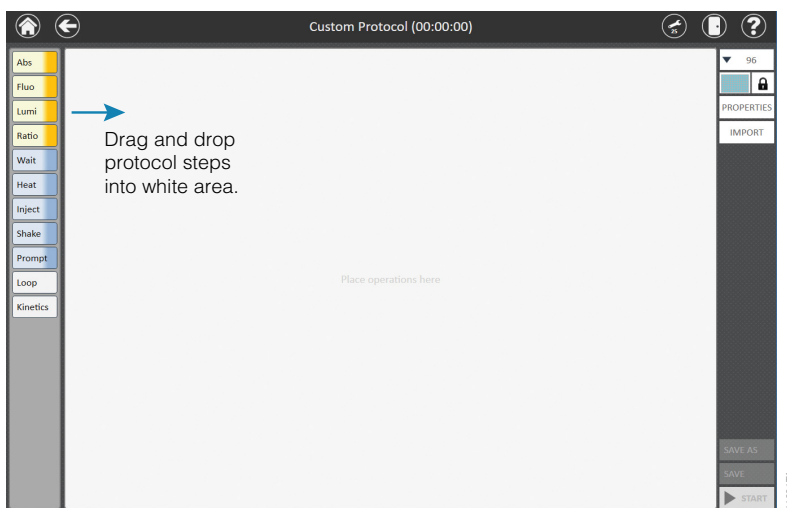 Custom Protocol (00:00:00)
25
?
Abs
Fluo
Lumi
Ratio
Wait
Heat
Inject
Shake
Prompt
Loop
Kinetics
Drag and drop
protocol steps
into white area.
Place operations here
96
PROPERTIES
IMPORT
SAVE AS
SAVE
START